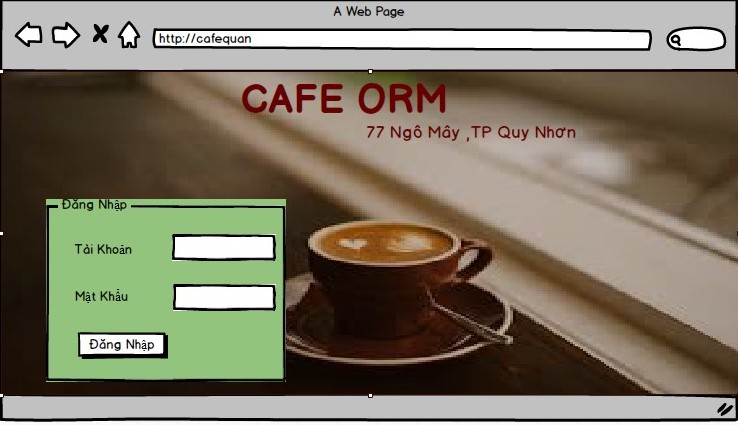 A Web Page
http://cafequan
CAFE ORM
77 Ngô Mây ,TP Quy Nhơn
Đăng Nhập
Tài Khoản
Mật Khẩu
Đăng Nhập